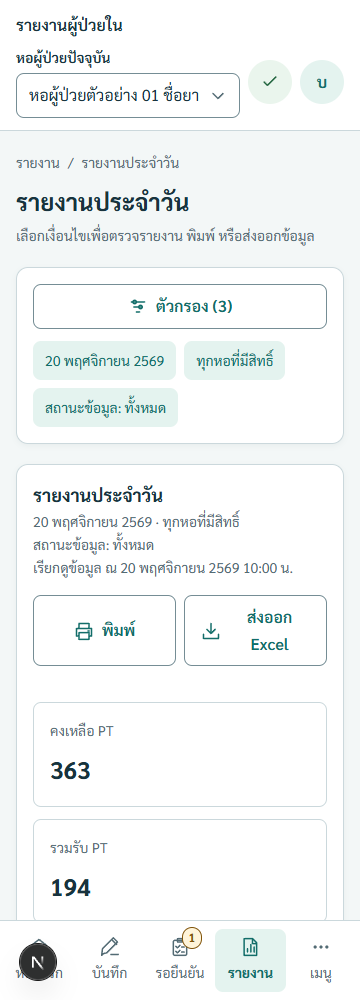 รายงานผู้ป่วยใน
หอผู้ป่วยปัจจุบัน
หอผู้ป่วยตัวอย่าง 01 ชื่อยา
บ
รายงาน / รายงานประจำวัน
รายงานประจำวัน
เลือกเงื่อนไขเพื่อตรวจรายงาน พิมพ์ หรือส่งออกข้อมูล
ตัวกรอง (3)
20 พฤศจิกายน 2569 ทุกหอที่มีสิทธิ์
สถานะข้อมูล: ทั้งหมด
รายงานประจำวัน
20 พฤศจิกายน 2569 · ทุกหอที่มีสิทธิ์
สถานะข้อมูล: ทั้งหมด
เรียกดูข้อมูล ณ 20 พฤศจิกายน 2569 10:00 น.
พิมพ์
ส่งออก
Excel
คงเหลือ PT
363
รวมรับ PT
194
1
N
บันทึก รอยืนยัน รายงาน เมนู